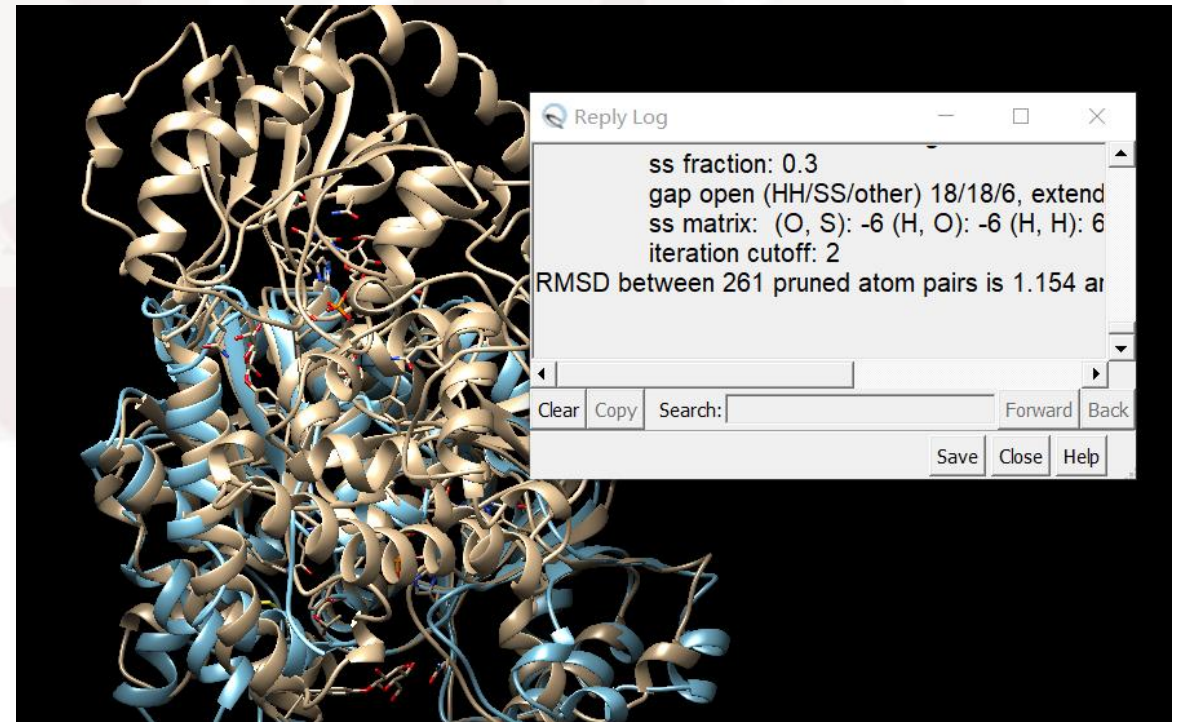 Reply Log
ss fraction: 0.3
gap open (HH/SS/other) 18/18/6, extend
ss matrix: (O, S): -6 (H, O): -6 (H, H): 6
iteration cutoff: 2
RMSD between 261 pruned atom pairs is 1.154 an
Clear Copy Search: Forward Back
Save Close Help